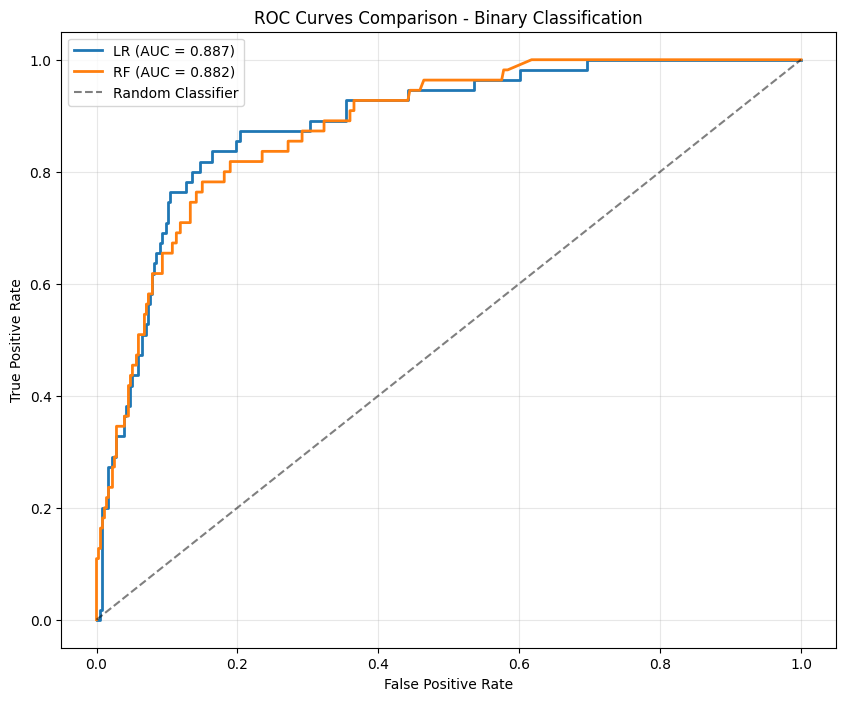 ROC Curves Comparison - Binary Classification
LR (AUC = 0.887)
RF (AUC = 0.882)
Random Classifier
True Positive Rate
1.0
0.8
0.6
0.4
0.2
0.0
0.0 0.2 0.4 0.6 0.8 1.0
False Positive Rate